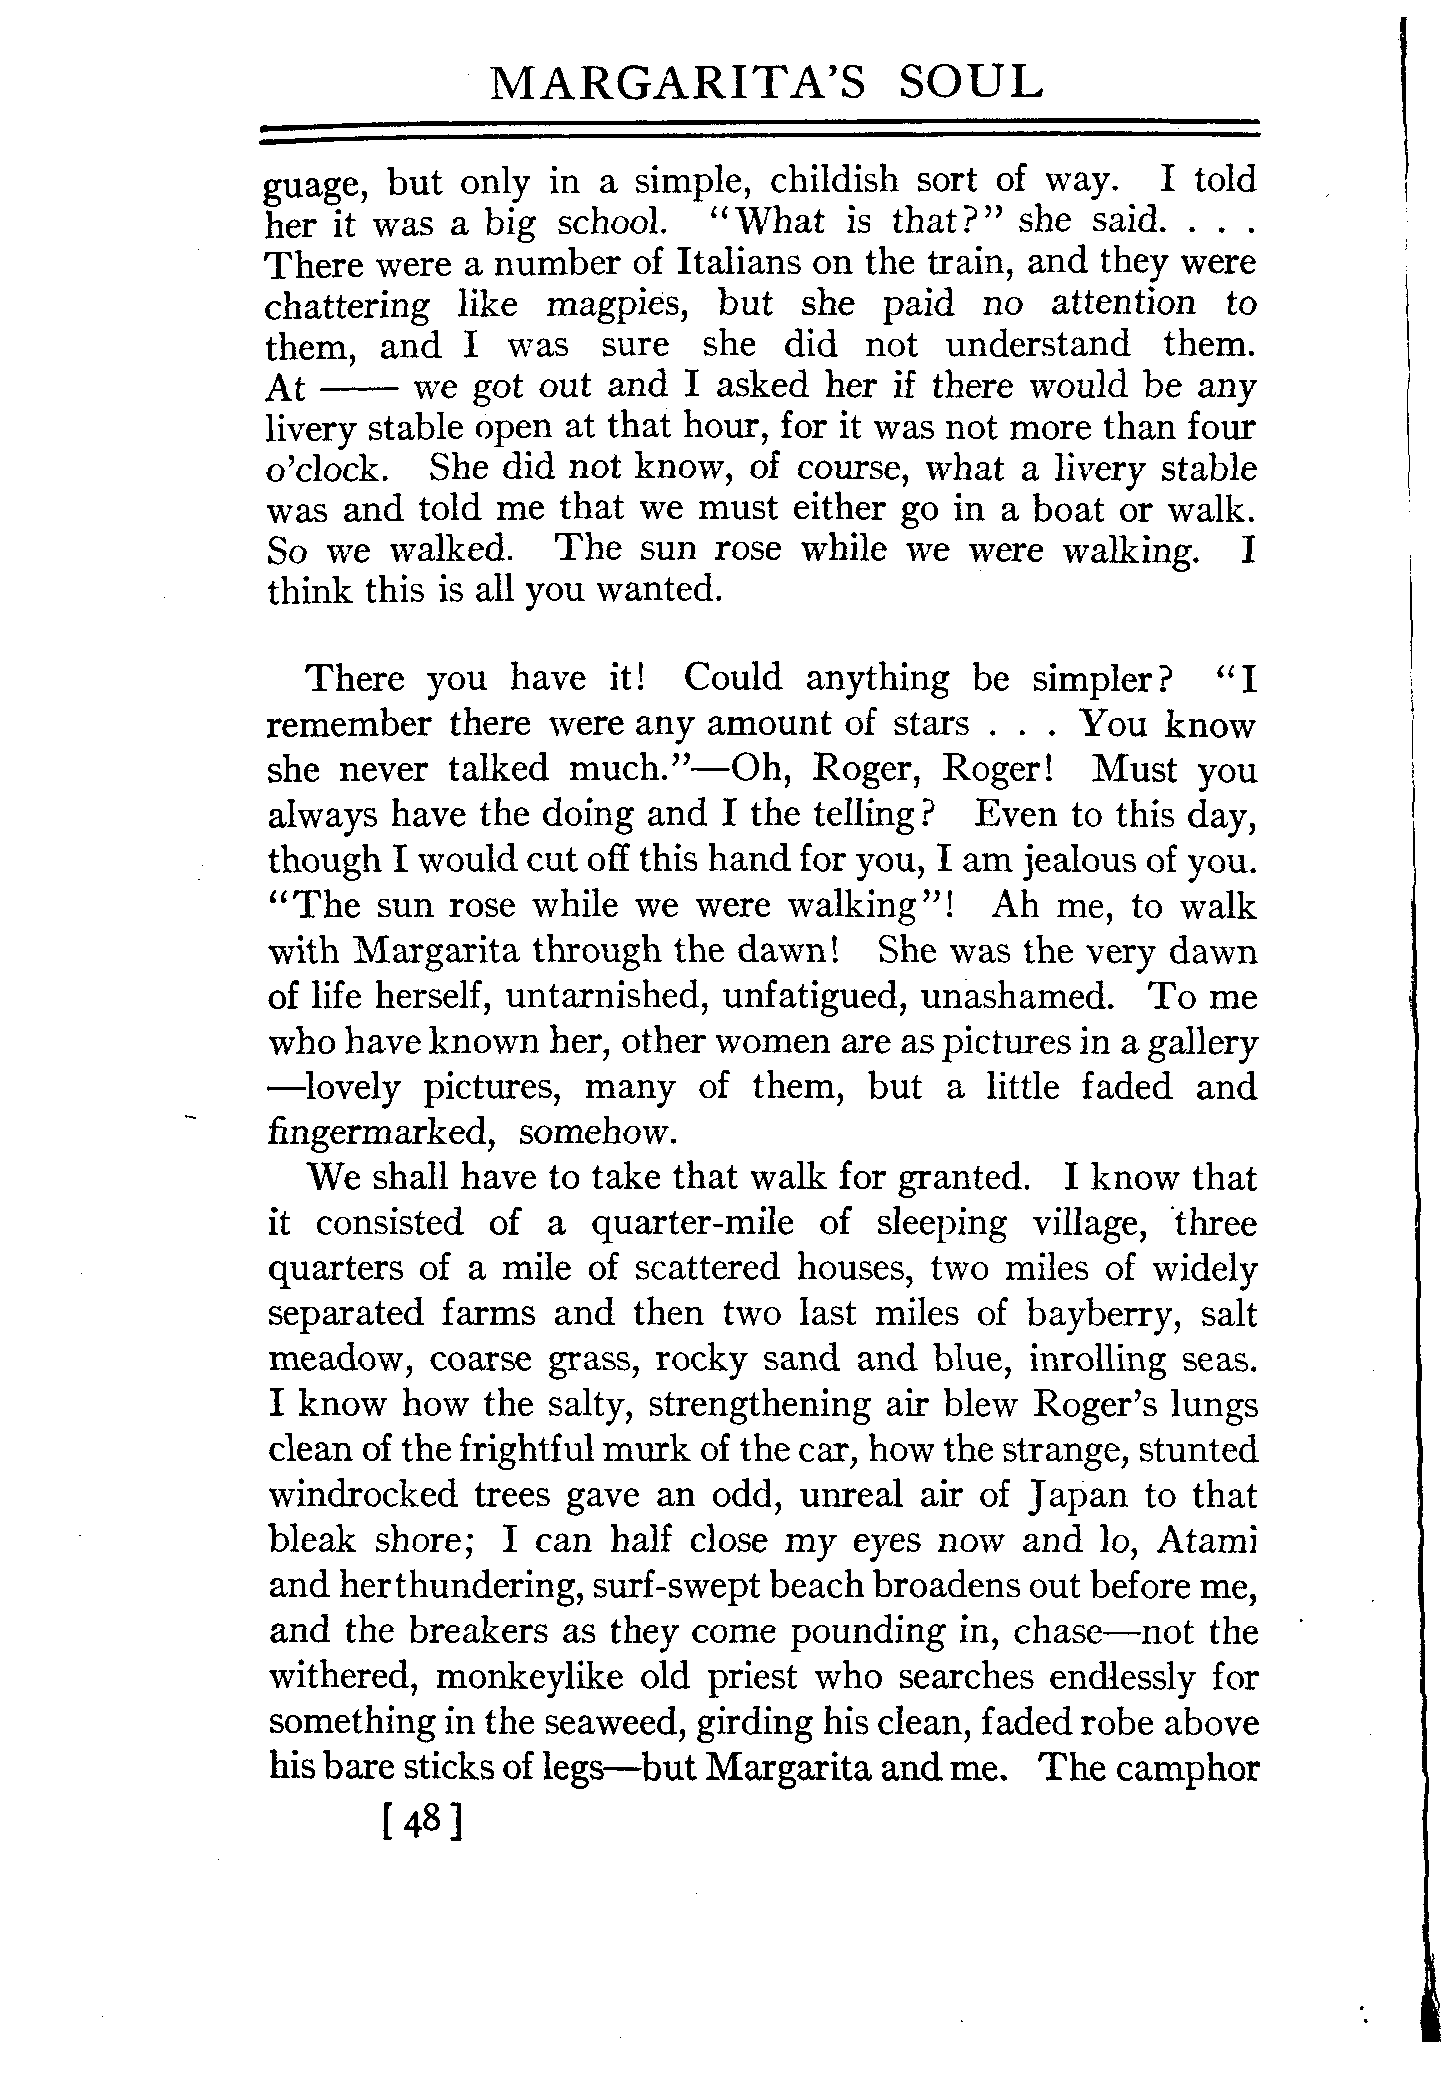 MARGARITA'S SOUL
guage, but only in a simple, childish sort of way. I told
her it was a big school. "What is that?" she said. . . .
There were a number of Italians on the train, and they were
chattering like magpies, but she paid no attention to
them, and I was sure she did not understand them.
At —— we got out and I asked her if there would be any
livery stable open at that hour, for it was not more than four
o'clock. She did not know, of course, what a livery stable
was and told me that we must either go in a boat or walk.
So we walked. The sun rose while we were walking. I
think this is all you wanted.
There you have it! Could anything be simpler? "I
remember there were any amount of stars . . . You know
she never talked much."—Oh, Roger, Roger! Must you
always have the doing and I the telling? Even to this day,
though I would cut off this hand for you, I am jealous of you.
"The sun rose while we were walking"! Ah me, to walk
with Margarita through the dawn! She was the very dawn
of life herself, untarnished, unfatigued, unashamed. To me
who have known her, other women are as pictures in a gallery
—lovely pictures, many of them, but a little faded and
fingermarked, somehow.
We shall have to take that walk for granted. I know that
it consisted of a quarter-mile of sleeping village, three
quarters of a mile of scattered houses, two miles of widely
separated farms and then two last miles of bayberry, salt
meadow, coarse grass, rocky sand and blue, inrolling seas.
I know how the salty, strengthening air blew Roger's lungs
clean of the frightful murk of the car, how the strange, stunted
windrocked trees gave an odd, unreal air of Japan to that
bleak shore; I can half close my eyes now and lo, Atami
and her thundering, surf-swept beach broadens out before me,
and the breakers as they come pounding in, chase—not the
withered, monkeylike old priest who searches endlessly for
something in the seaweed, girding his clean, faded robe above
his bare sticks of legs—but Margarita and me. The camphor
[ 48 ]